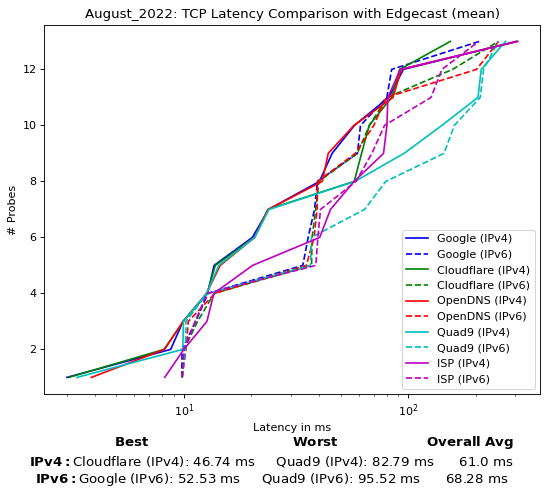 August_2022: TCP Latency Comparison with Edgecast (mean)
12
10
8
6
4
2
# Probes
Google (IPv4)
Google (IPv6)
Cloudflare (IPv4)
Cloudflare (IPv6)
OpenDNS (IPv4)
OpenDNS (IPv6)
Quad9 (IPv4)
Quad9 (IPv6)
ISP (IPv4)
ISP (IPv6)
10¹ 10²
Latency in ms
Best Worst Overall Avg
IPv4: Cloudflare (IPv4): 46.74 ms Quad9 (IPv4): 82.79 ms 61.0 ms
IPv6: Google (IPv6): 52.53 ms Quad9 (IPv6): 95.52 ms 68.28 ms